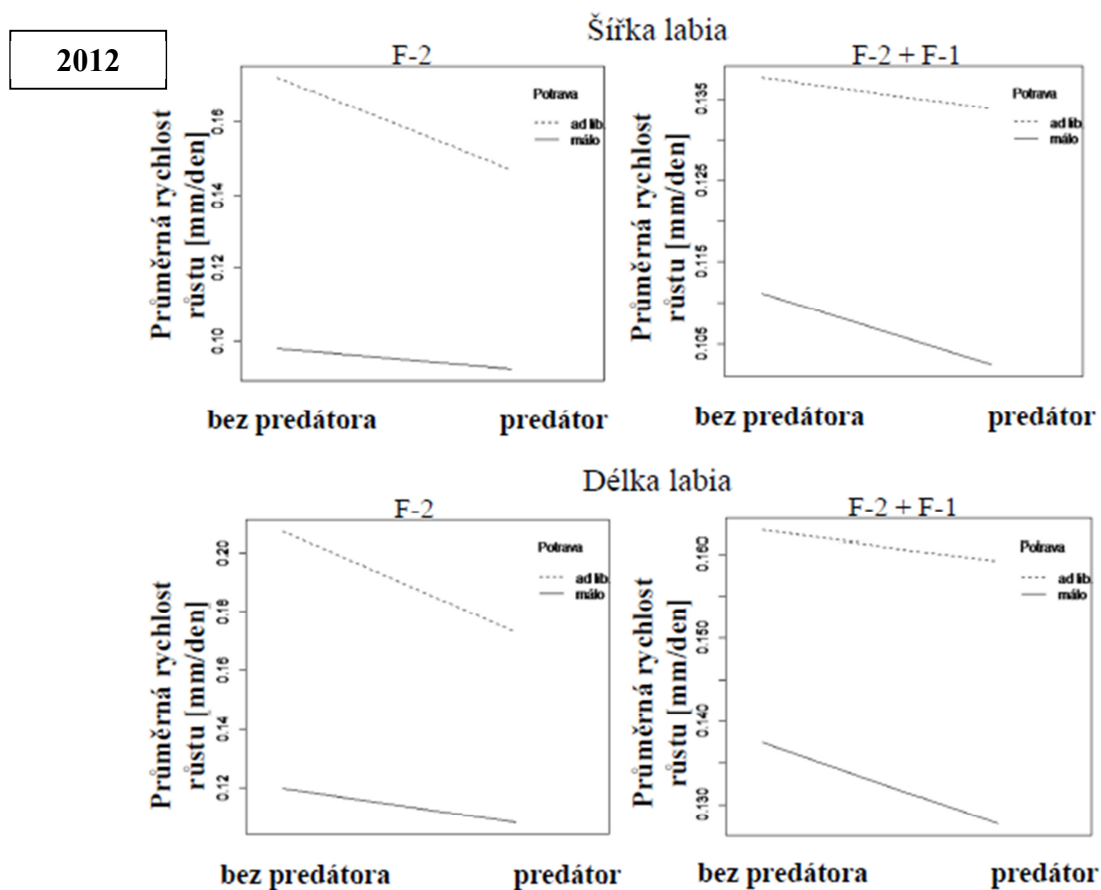 2012
Šířka labia
F-2
Průměrná rychlost
růstu [mm/den]
0.16
0.14
0.12
0.10
Potrava
ad lib.
málo
bez predátora
predátor
F-2 + F-1
Průměrná rychlost
růstu [mm/den]
0.135
0.125
0.115
0.105
Potrava
ad lib.
málo
bez predátora
predátor
Délka labia
F-2
Průměrná rychlost
růstu [mm/den]
0.20
0.18
0.16
0.14
0.12
Potrava
ad lib.
málo
bez predátora
predátor
F-2 + F-1
Průměrná rychlost
růstu [mm/den]
0.160
0.150
0.140
0.130
Potrava
ad lib.
málo
bez predátora
predátor